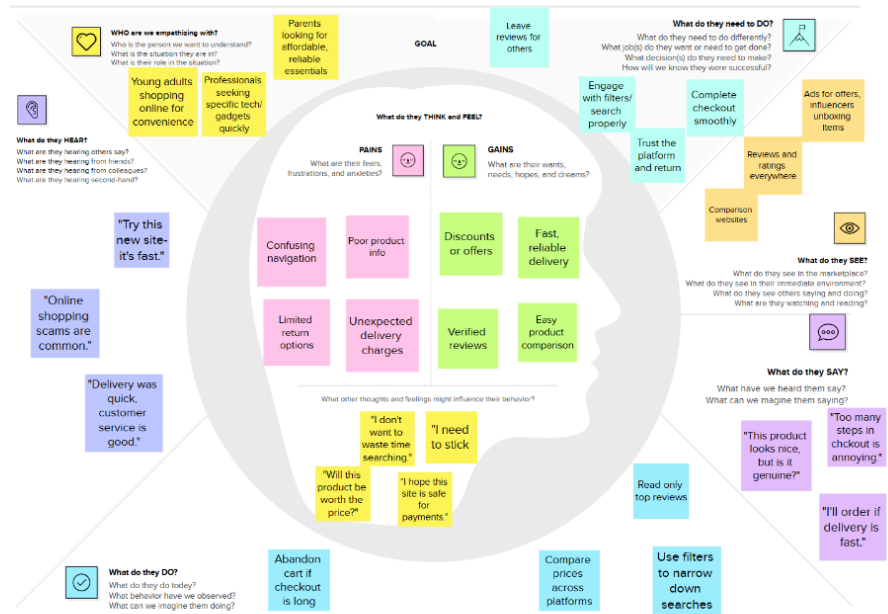 WHO are we empathizing with?
Who is the person we want to understand?
What is the situation they are in?
What is their role in the situation?
Parents
looking for
affordable,
reliable
essentials
Young adults
shopping
online for
convenience
Professionals
seeking
specific tech/
gadgets
quickly
GOAL
Leave
reviews for
others
What do they need to DO?
What do they need to do differently?
What job(s) do they want or need to get done?
What decision(s) do they need to make?
How will we know they were successful?
Engage
with filters/
search
properly
Complete
checkout
smoothly
Trust the
platform
and return
Ads for offers,
influencers
unboxing
items
Reviews and
ratings
everywhere
Comparison
websites
What do they SEE?
What do they see in the marketplace?
What do they see in their immediate environment?
What do they see others saying and doing?
What are they watching and reading?
What do they HEAR?
What are they hearing others say?
What are they hearing from friends?
What are they hearing from colleagues?
What are they hearing second-hand?
"Try this
new site-
it's fast."
"Online
shopping
scams are
common."
"Delivery was
quick,
customer
service is
good."
What do they THINK and FEEL?
PAINS
What are their fears,
frustrations, and anxieties?
GAINS
What are their wants,
needs, hopes, and dreams?
Confusing
navigation
Poor product
info
Limited
return
options
Unexpected
delivery
charges
Discounts
or offers
Fast,
reliable
delivery
Verified
reviews
Easy
product
comparison
What other thoughts and feelings might influence their behavior?
"I don't
want to
waste time
searching."
"I need
to stick
"Will this
product be
worth the
price?"
"I hope this
site is safe
for
payments."
What do they SAY?
What have we heard them say?
What can we imagine them saying?
"This product
looks nice,
but is it
genuine?"
"Too many
steps in
chckout is
annoying."
"I'll order if
delivery is
fast."
What do they DO?
What do they do today?
What behavior have we observed?
What can we imagine them doing?
Abandon
cart if
checkout
is long
Compare
prices
across
platforms
Read only
top reviews
Use filters
to narrow
down
searches